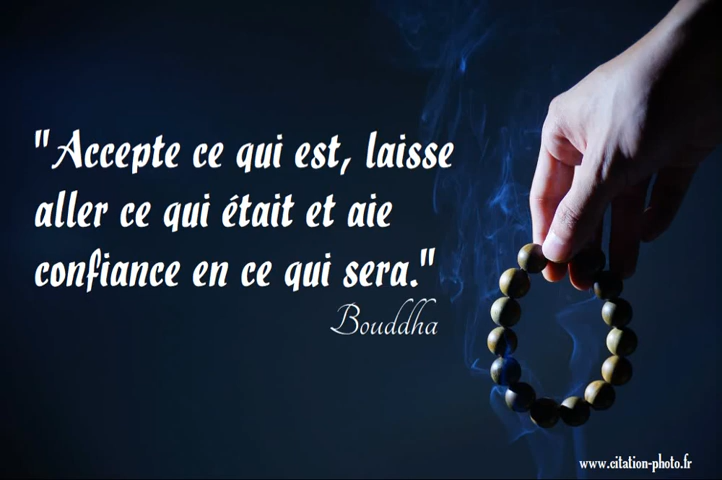 "Accepte ce qui est, laisse
aller ce qui était et aie
confiance en ce qui sera."
Bouddha
www.citation-photo.fr